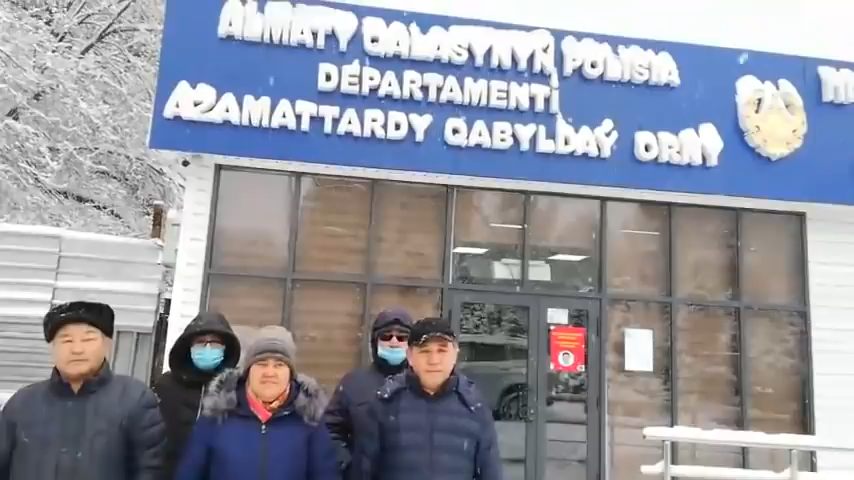 ALMATY QALASYNYŃ POLISIA
DEPARTAMENTI
AZAMATTARDY QABYLDAÝ ORNY